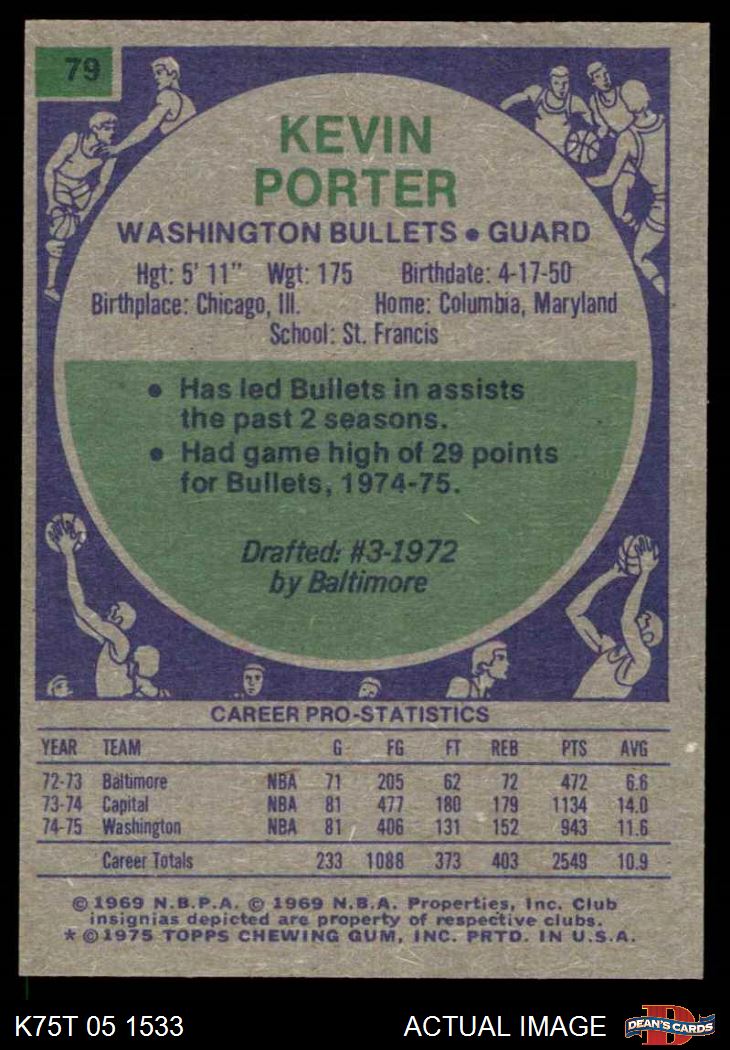 79
KEVIN
PORTER
WASHINGTON BULLETS • GUARD
Hgt: 5' 11" Wgt: 175 Birthdate: 4-17-50
Birthplace: Chicago, Ill. Home: Columbia, Maryland
School: St. Francis
• Has led Bullets in assists
the past 2 seasons.
• Had game high of 29 points
for Bullets, 1974-75.
Drafted: #3-1972
by Baltimore
CAREER PRO-STATISTICS
YEAR TEAM G FG FT REB PTS AVG
72-73 Baltimore NBA 71 205 62 72 472 6.6
73-74 Capital NBA 81 477 180 179 1134 14.0
74-75 Washington NBA 81 406 131 152 943 11.6
Career Totals 233 1088 373 403 2549 10.9
© 1969 N.B.P.A. © 1969 N.B.A. Properties, Inc. Club
insignias depicted are property of respective clubs.
* © 1975 TOPPS CHEWING GUM, INC. PRTD. IN U.S.A.
K75T 05 1533 ACTUAL IMAGE D DEAN'S CARDS